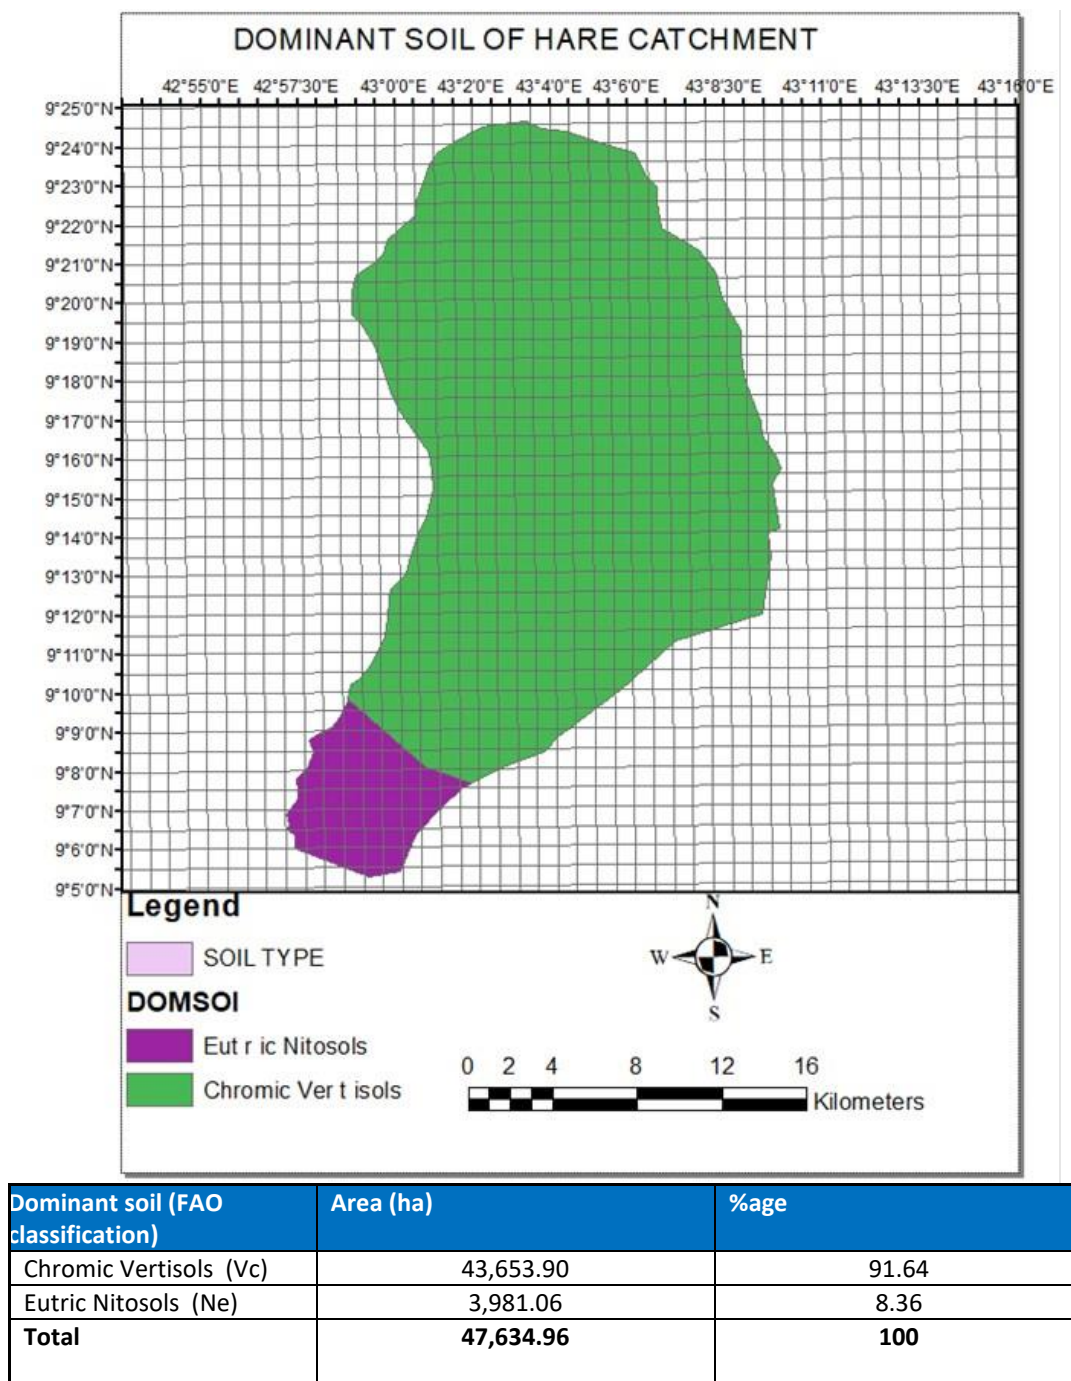 DOMINANT SOIL OF HARE CATCHMENT
42°55'0"E 42°57'30"E 43°0'0"E 43°2'0"E 43°4'0"E 43°6'0"E 43°8'30"E 43°11'0"E 43°13'30"E 43°16'0"E
9°25'0"N
9°24'0"N
9°23'0"N
9°22'0"N
9°21'0"N
9°20'0"N
9°19'0"N
9°18'0"N
9°17'0"N
9°16'0"N
9°15'0"N
9°14'0"N
9°13'0"N
9°12'0"N
9°11'0"N
9°10'0"N
9°9'0"N
9°8'0"N
9°7'0"N
9°6'0"N
9°5'0"N
Legend
SOIL TYPE
DOMSOI
Eut r ic Nitosols
Chromic Ver t isols
N
W E
S
0 2 4 8 12 16
Kilometers
Dominant soil (FAO classification) Area (ha) %age
Chromic Vertisols (Vc) 43,653.90 91.64
Eutric Nitosols (Ne) 3,981.06 8.36
Total 47,634.96 100